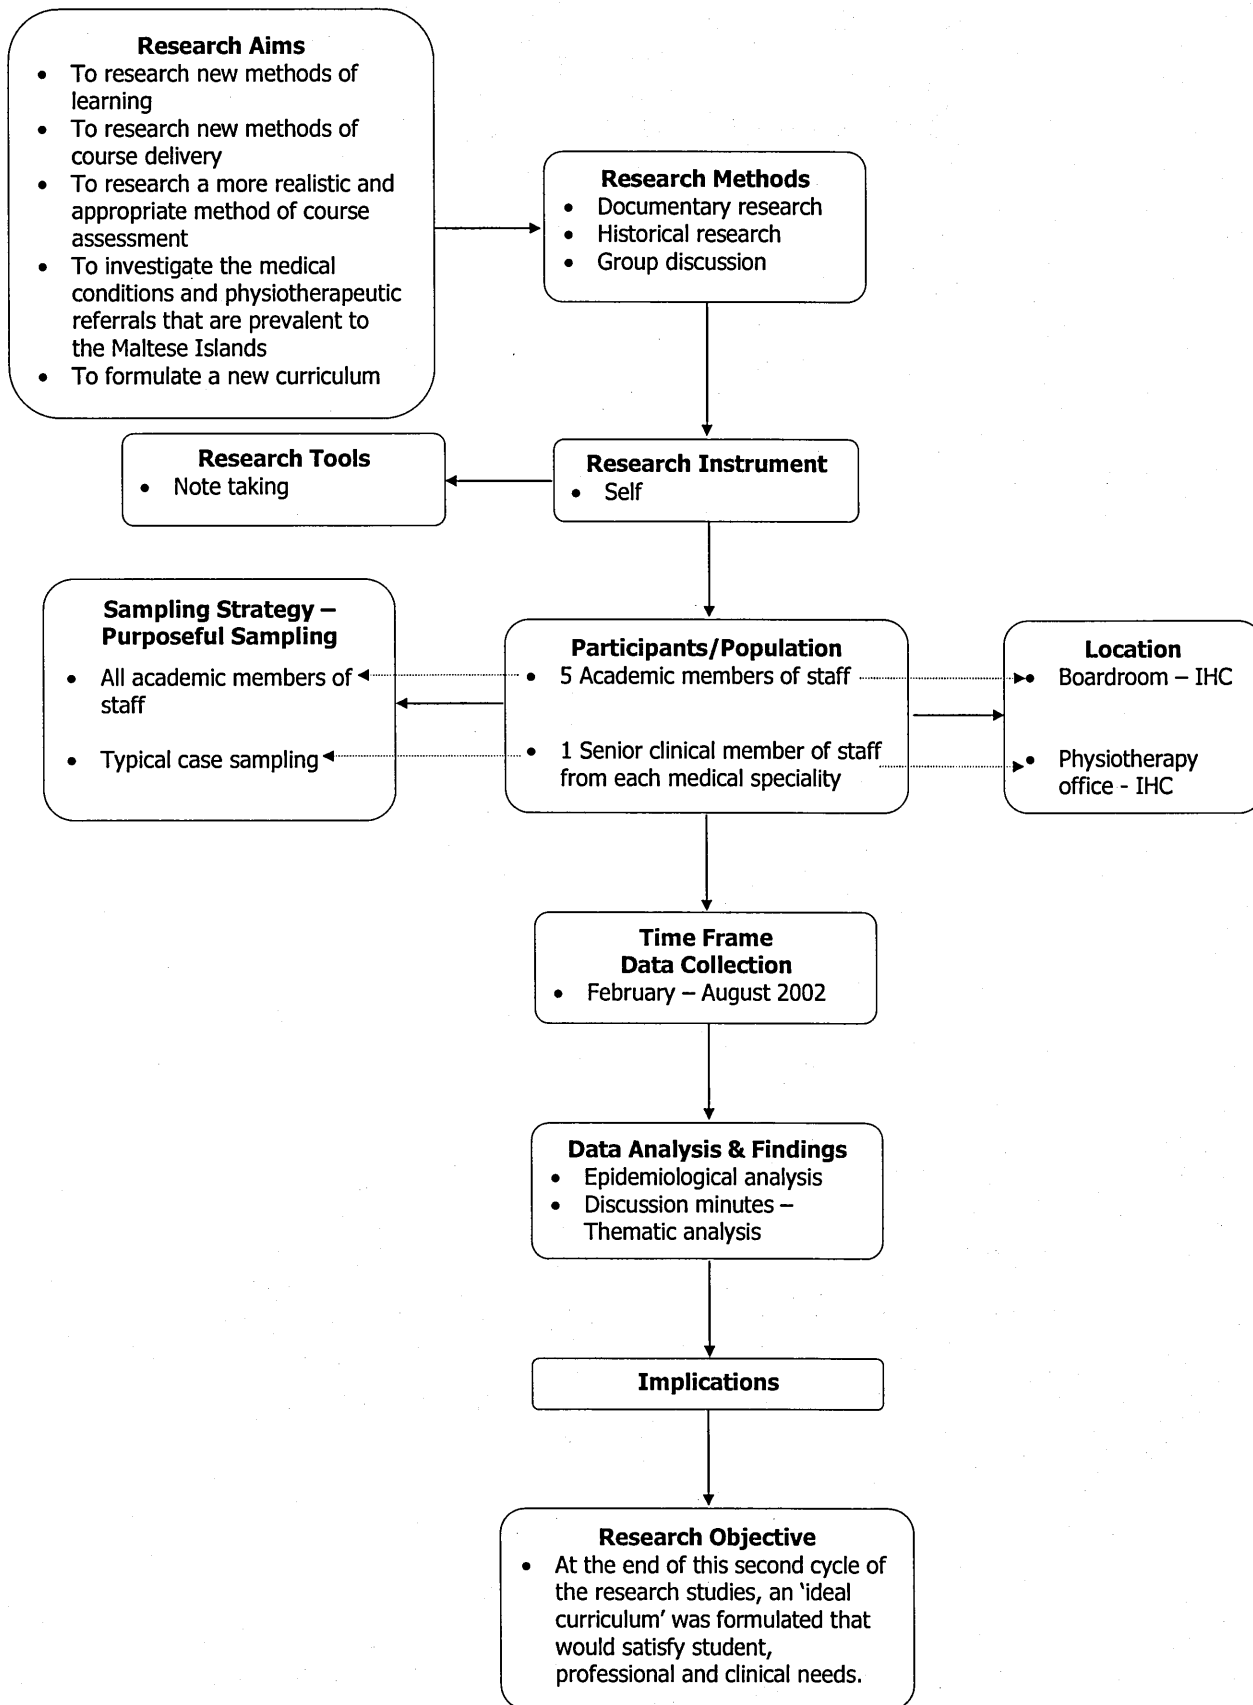 Research Aims
• To research new methods of
learning
• To research new methods of
course delivery
• To research a more realistic and
appropriate method of course
assessment
• To investigate the medical
conditions and physiotherapeutic
referrals that are prevalent to
the Maltese Islands
• To formulate a new curriculum
Research Methods
• Documentary research
• Historical research
• Group discussion
Research Tools
• Note taking
Research Instrument
• Self
Sampling Strategy –
Purposeful Sampling
• All academic members of
staff
• Typical case sampling
Participants/Population
• 5 Academic members of staff
• 1 Senior clinical member of staff
from each medical speciality
Location
• Boardroom – IHC
• Physiotherapy
office - IHC
Time Frame
Data Collection
• February – August 2002
Data Analysis & Findings
• Epidemiological analysis
• Discussion minutes –
Thematic analysis
Implications
Research Objective
• At the end of this second cycle of
the research studies, an ‘ideal
curriculum’ was formulated that
would satisfy student,
professional and clinical needs.